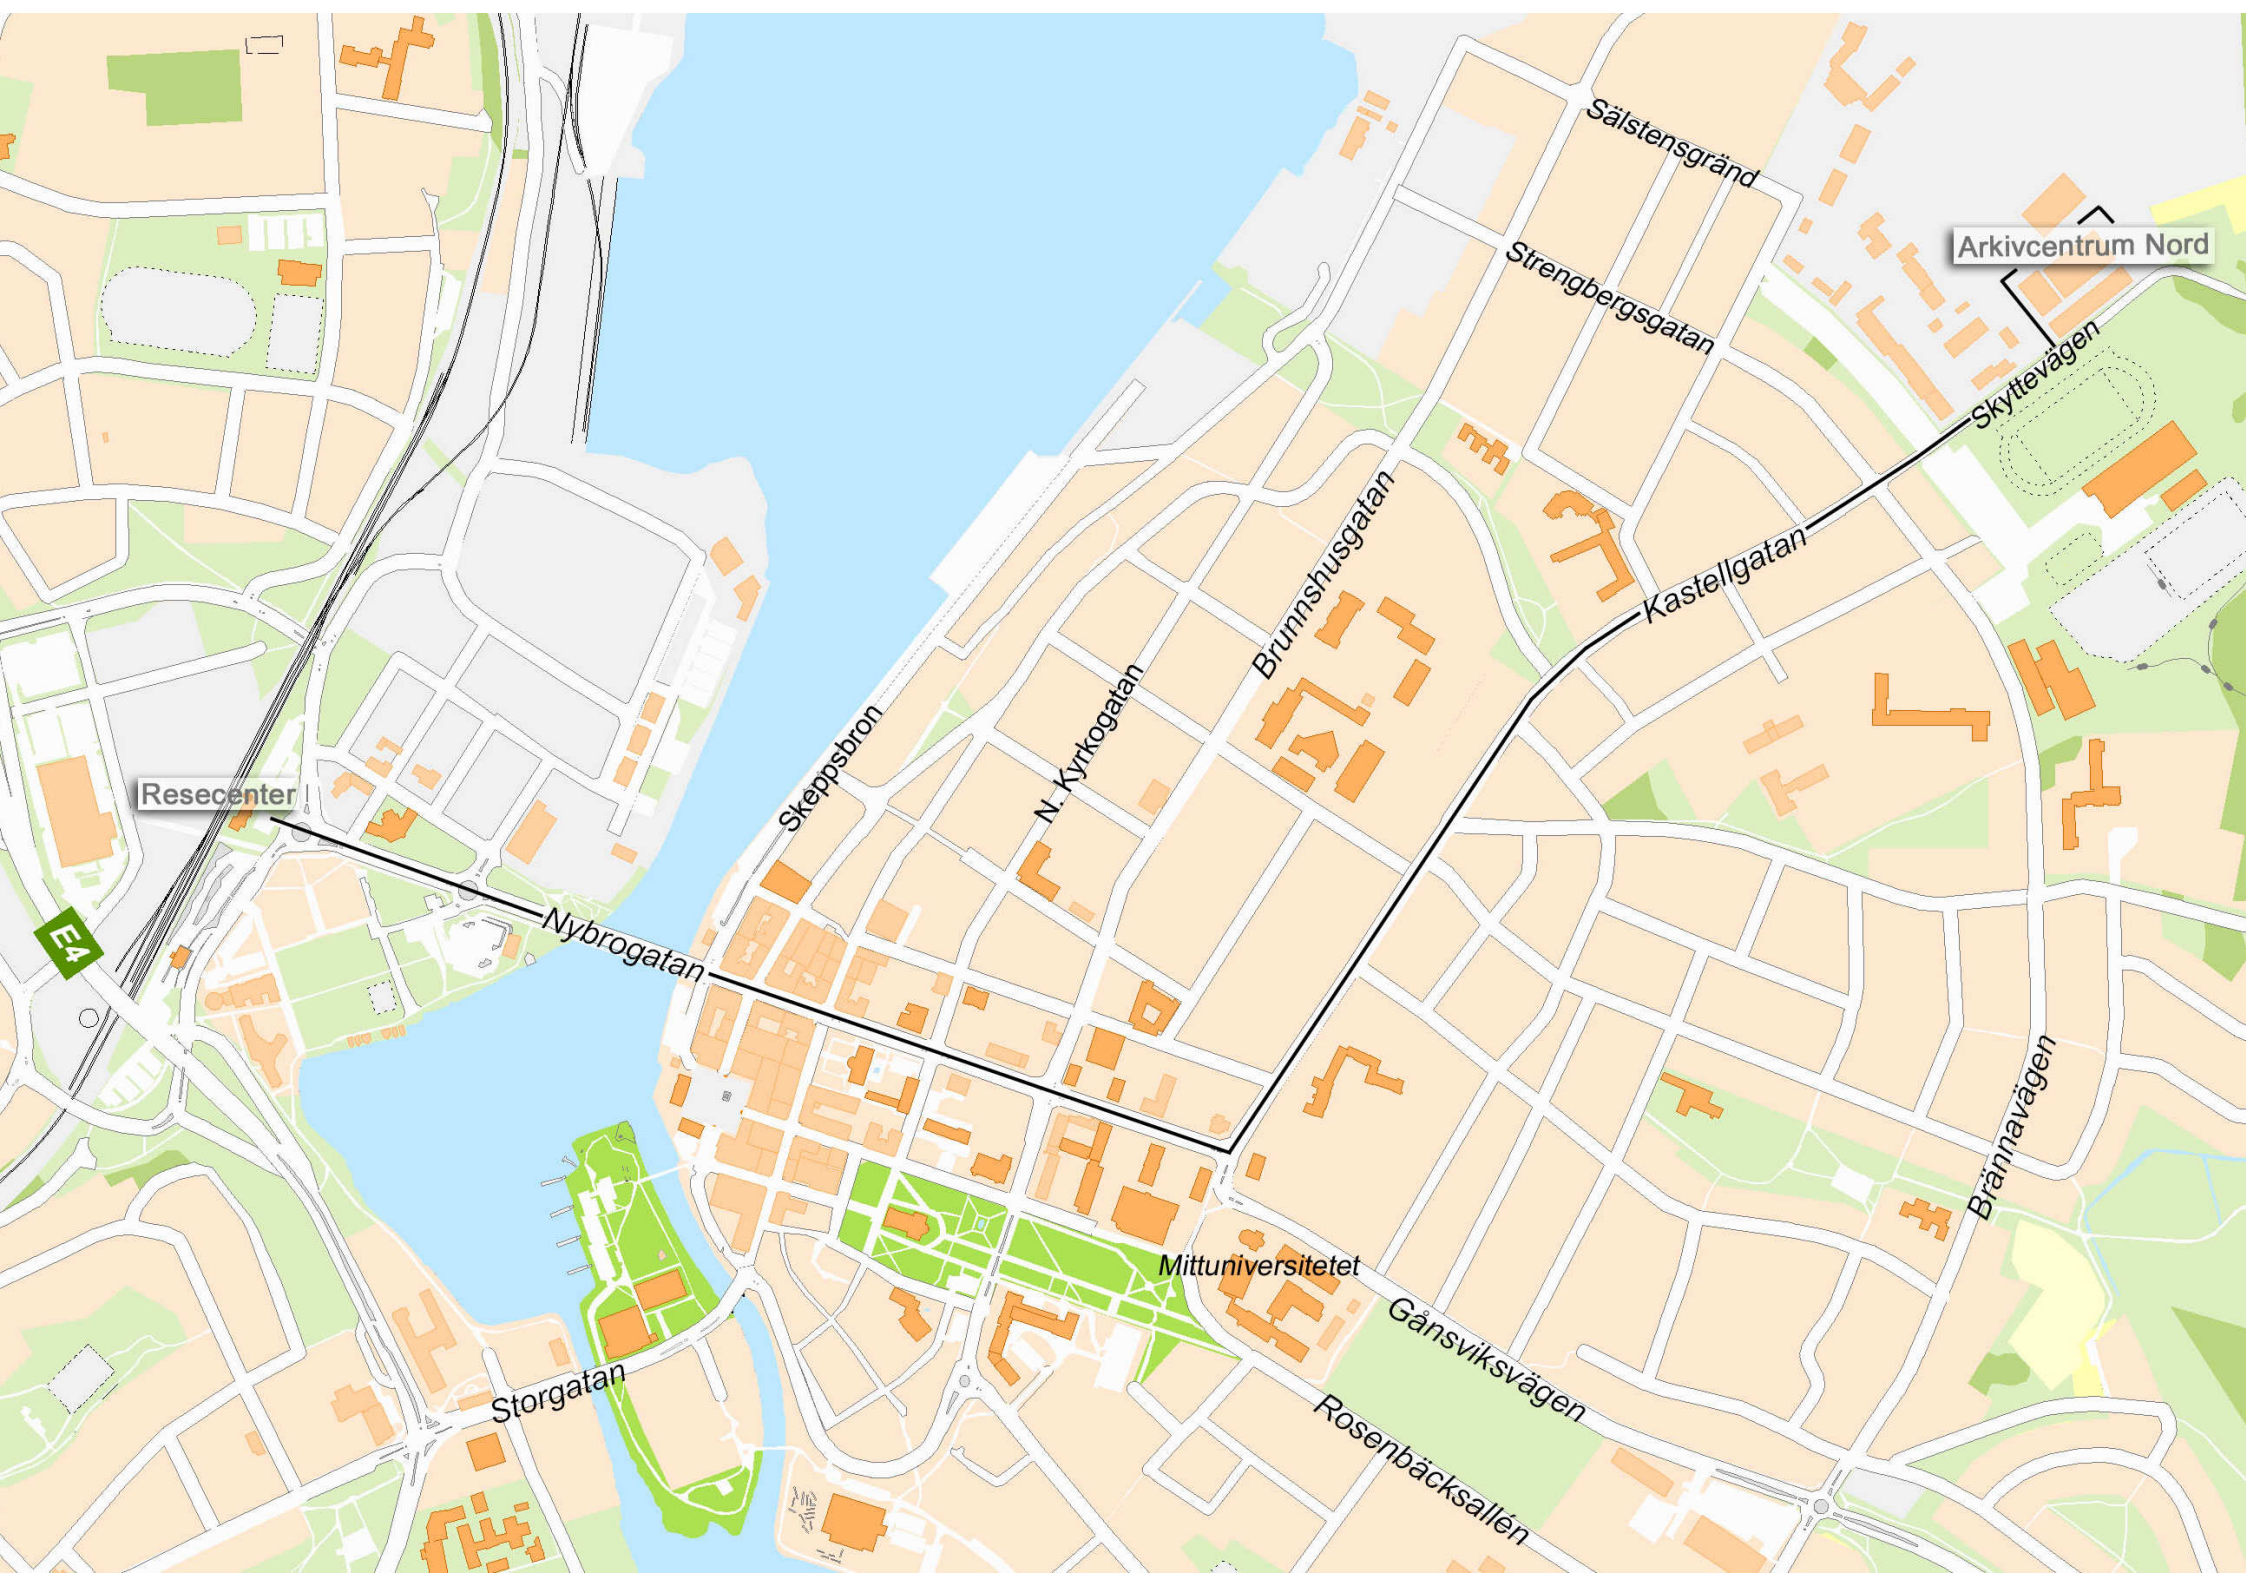 Sälstensgränd
Arkivcentrum Nord
Strengbergsgatan
Skyttevägen
Brunnshusgatan
Kastellgatan
N. Kyrkogatan
Skeppsbron
Resecenter
E4
Nybrogatan
Brännavägen
Mittuniversitetet
Gånsviksvägen
Storgatan
Rosenbäcksallén